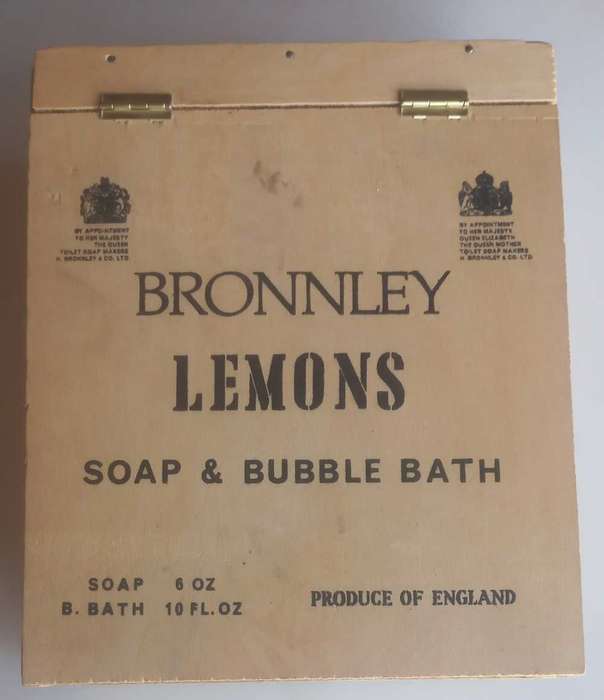 BY APPOINTMENT
TO HER MAJESTY
THE QUEEN
TOILET SOAP MAKERS
H. BRONNLEY & CO. LTD
BY APPOINTMENT
TO HER MAJESTY
QUEEN ELIZABETH
THE QUEEN MOTHER
TOILET SOAP MAKERS
H. BRONNLEY & CO. LTD
BRONNLEY
LEMONS
SOAP & BUBBLE BATH
SOAP 6 OZ
B. BATH 10 FL.OZ
PRODUCE OF ENGLAND